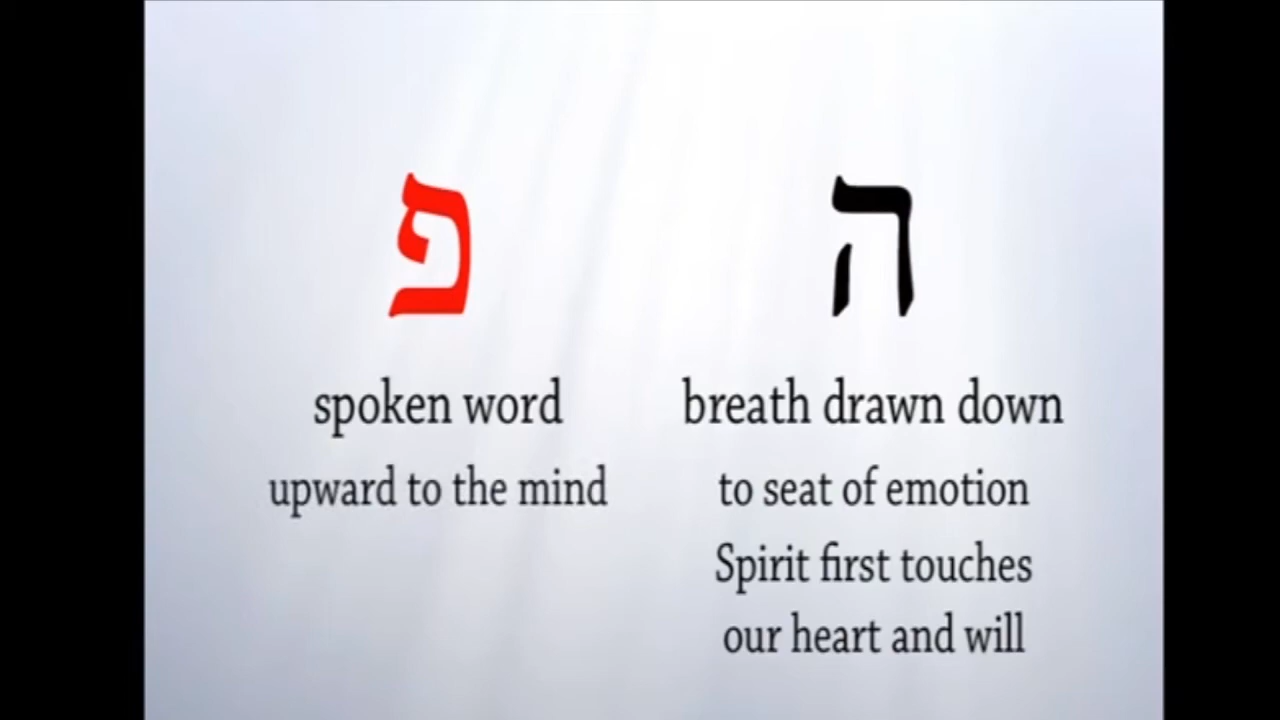 פ
spoken word
upward to the mind
ה
breath drawn down
to seat of emotion
Spirit first touches
our heart and will